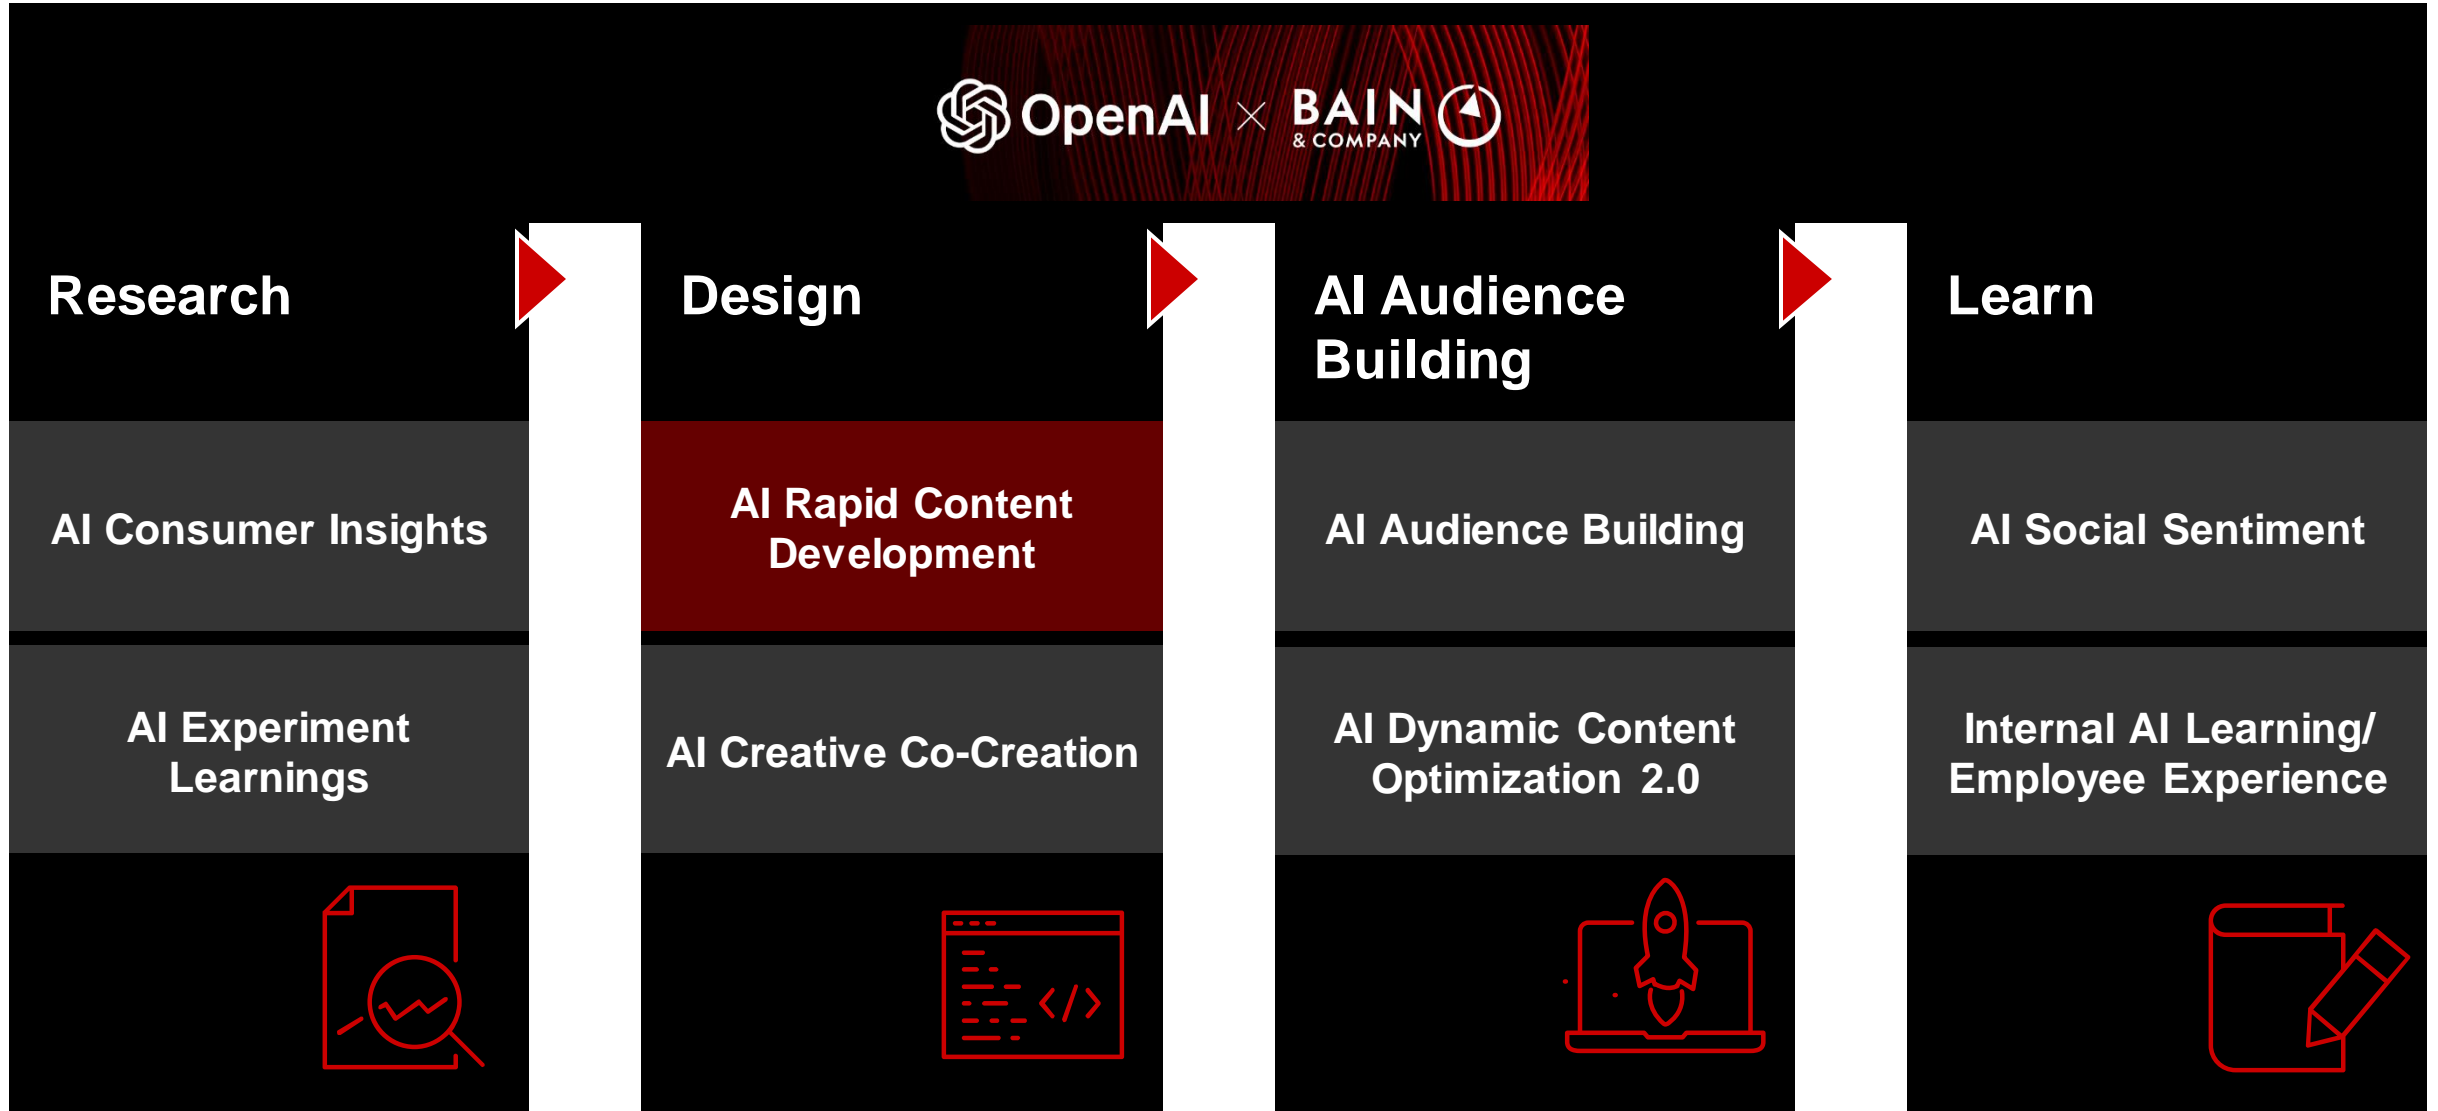 OpenAI × BAIN & COMPANY
Research
Design
AI Audience
Building
Learn
AI Consumer Insights
AI Rapid Content
Development
AI Audience Building
AI Social Sentiment
AI Experiment
Learnings
AI Creative Co-Creation
AI Dynamic Content
Optimization 2.0
Internal AI Learning/
Employee Experience
</>